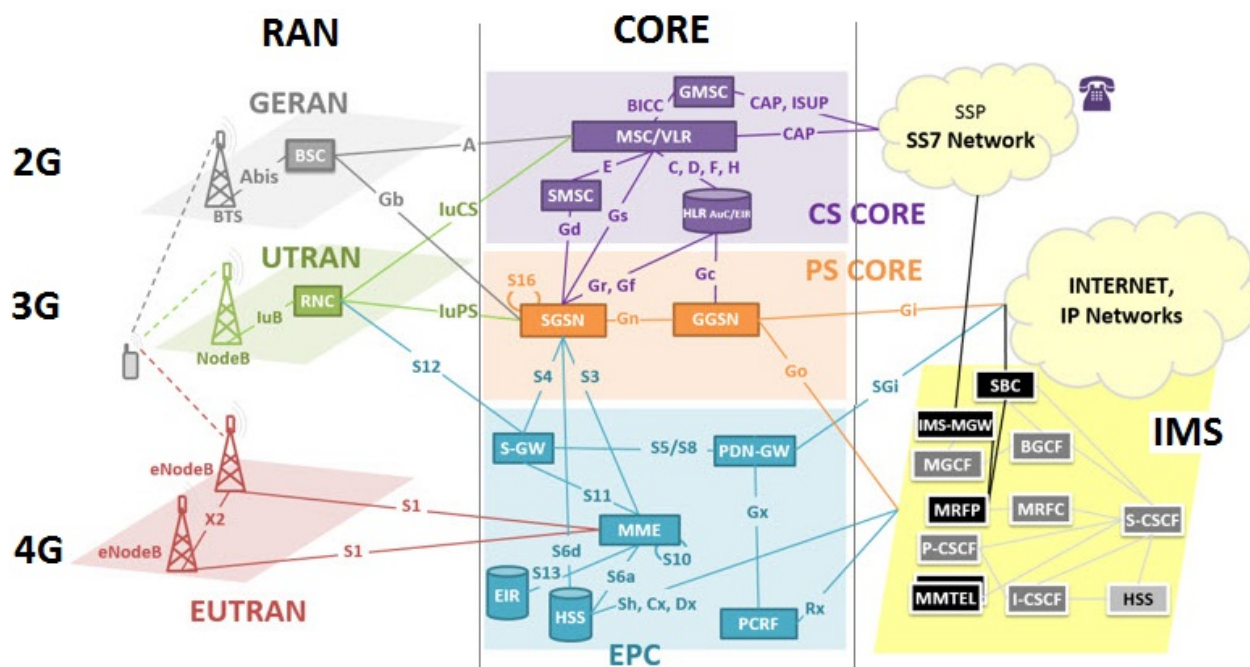 RAN
CORE
GERAN
2G
BSC
Abis
BTS
A
Gb
IuCS
BICC
GMSC
CAP, ISUP
MSC/VLR
CAP
E
C, D, F, H
SMSC
Gs
HLR AuC/EIR
Gd
CS CORE
SSP
SS7 Network
UTRAN
3G
RNC
IuB
NodeB
IuPS
S12
PS CORE
S16
Gr, Gf
Gc
SGSN
Gn
GGSN
Gi
S4
S3
Go
SGi
INTERNET,
IP Networks
4G
eNodeB
X2
eNodeB
S1
S1
EUTRAN
S-GW
S5/S8
PDN-GW
S11
MME
Gx
S6d
S10
S13
S6a
EIR
HSS
Sh, Cx, Dx
PCRF
Rx
EPC
SBC
IMS
IMS-MGW
BGCF
MGCF
MRFP
MRFC
S-CSCF
P-CSCF
MMTEL
I-CSCF
HSS